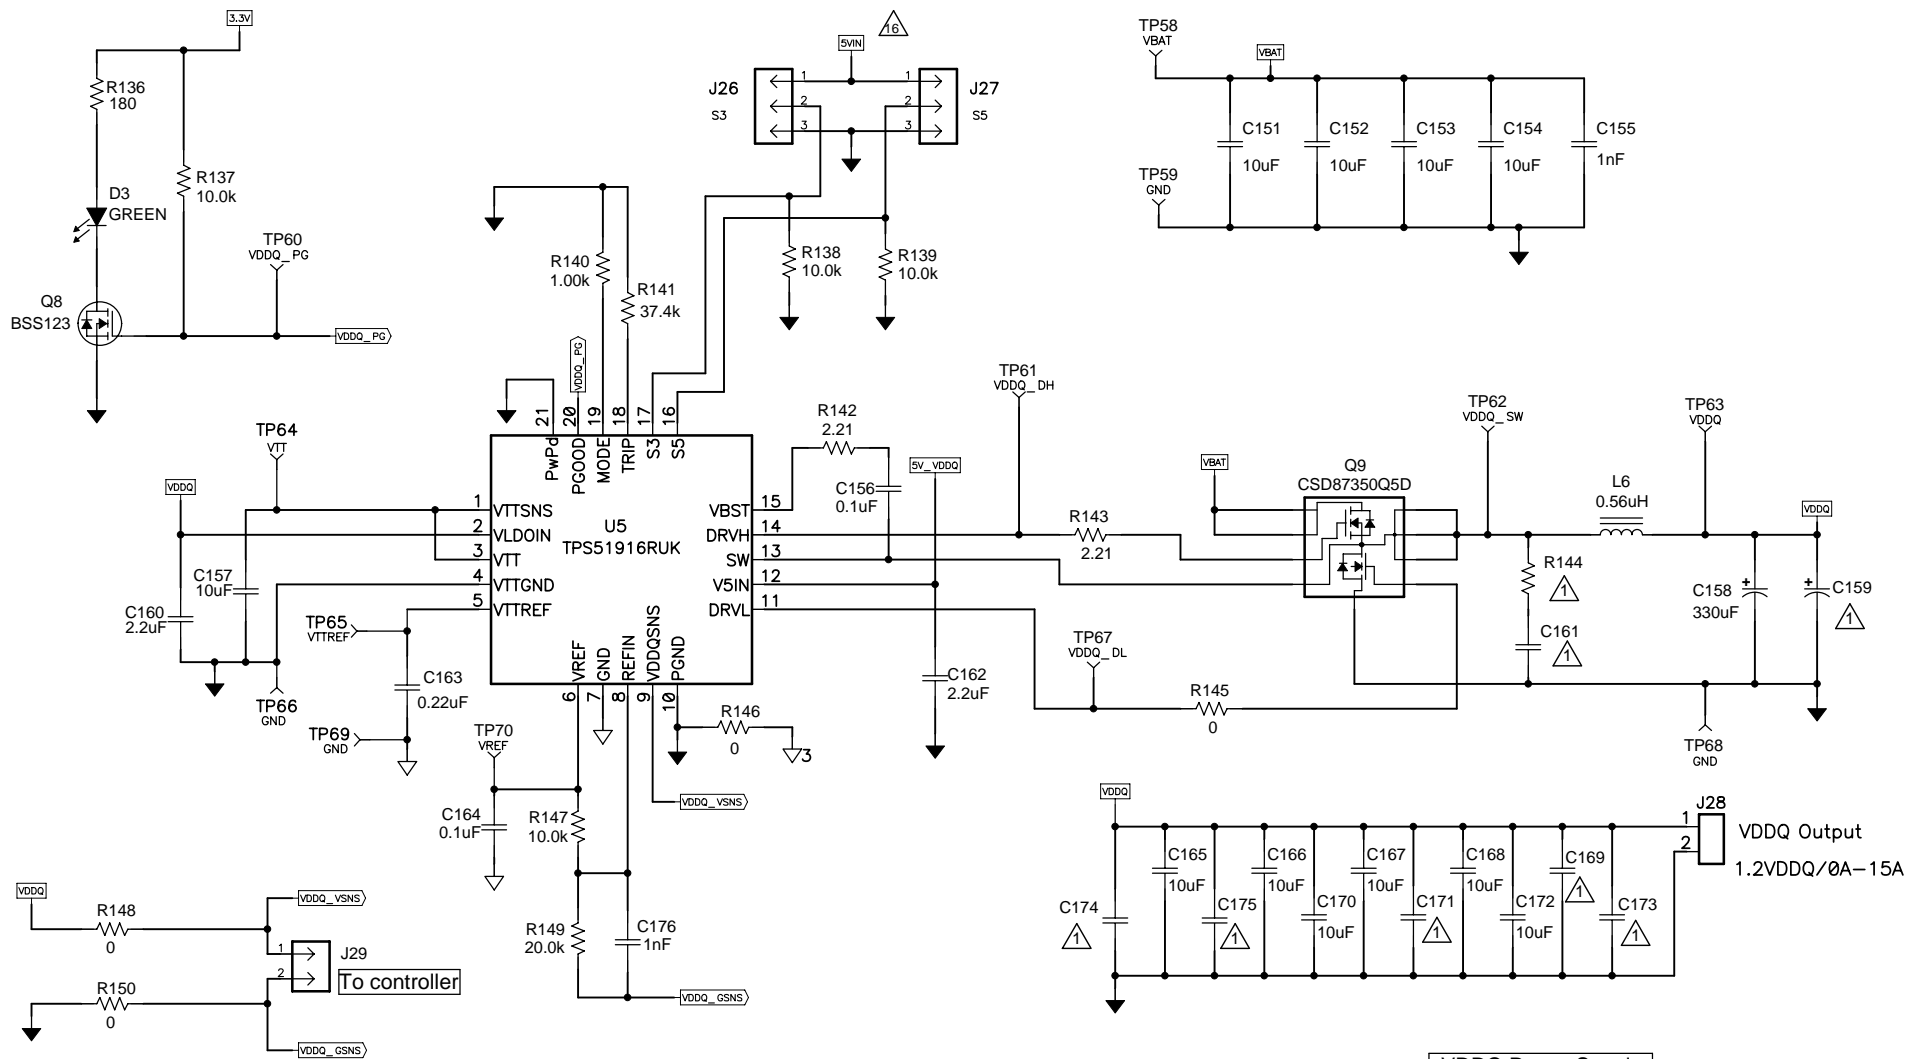 3.3V
R136
180
R137
10.0k
D3
GREEN
TP60
VDDQ_PG
Q8
BSS123
VDDQ_PG
16
5VIN
J26
S3
1
2
3
1
2
3
J27
S5
R138
10.0k
R139
10.0k
R140
1.00k
R141
37.4k
VDDQ_PG
TP58
VBAT
VBAT
TP59
GND
C151
10uF
C152
10uF
C153
10uF
C154
10uF
C155
1nF
21
20
19
18
17
16
PwPd
PGOOD
MODE
TRIP
S3
S5
U5
TPS51916RUK
1
VTTSNS
2
VLDOIN
3
VTT
4
VTTGND
5
VTTREF
VBST
15
DRVH
14
SW
13
V5IN
12
DRVL
11
VREF
GND
REFIN
VDDQSNS
PGND
6
7
8
9
10
TP64
VTT
VDDQ
C157
10uF
C160
2.2uF
TP65
VTTREF
TP66
GND
C163
0.22uF
TP69
GND
R142
2.21
C156
0.1uF
5V_VDDQ
C162
2.2uF
TP61
VDDQ_DH
R143
2.21
VBAT
Q9
CSD87350Q5D
TP62
VDDQ_SW
TP63
VDDQ
L6
0.56uH
VDDQ
R144
1
C161
1
C158
330uF
C159
1
TP67
VDDQ_DL
R145
0
TP68
GND
R146
0
3
TP70
VREF
C164
0.1uF
R147
10.0k
VDDQ_VSNS
R149
20.0k
C176
1nF
VDDQ_GSNS
VDDQ
R148
0
VDDQ_VSNS
1
2
J29
To controller
R150
0
VDDQ_GSNS
VDDQ
C174
1
C165
10uF
C175
1
C166
10uF
C170
10uF
C167
10uF
C171
1
C168
10uF
C172
10uF
C169
1
C173
1
J28
1
2
VDDQ Output
1.2VDDQ/0A-15A